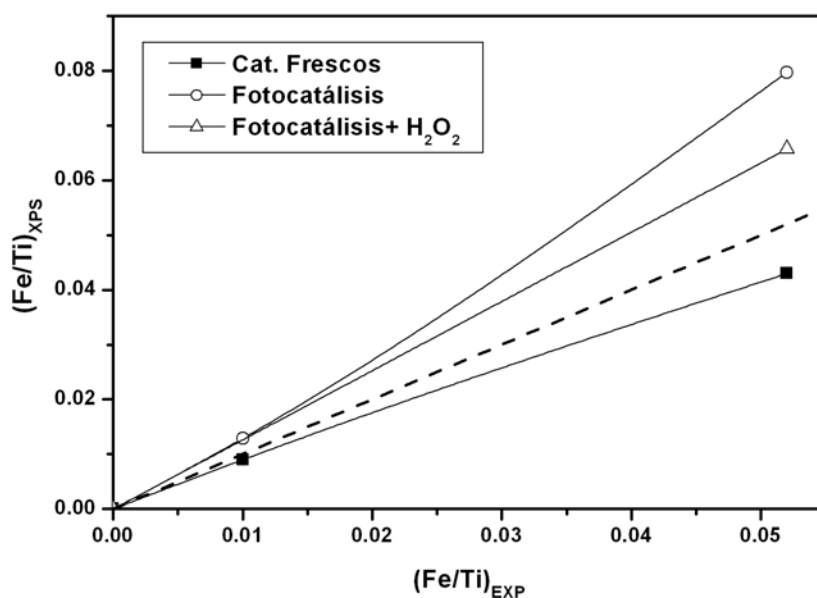 Cat. Frescos
Fotocatálisis
Fotocatálisis+ H₂O₂
0.08
0.06
0.04
0.02
0.00
(Fe/Ti)XPS
0.00 0.01 0.02 0.03 0.04 0.05
(Fe/Ti)EXP